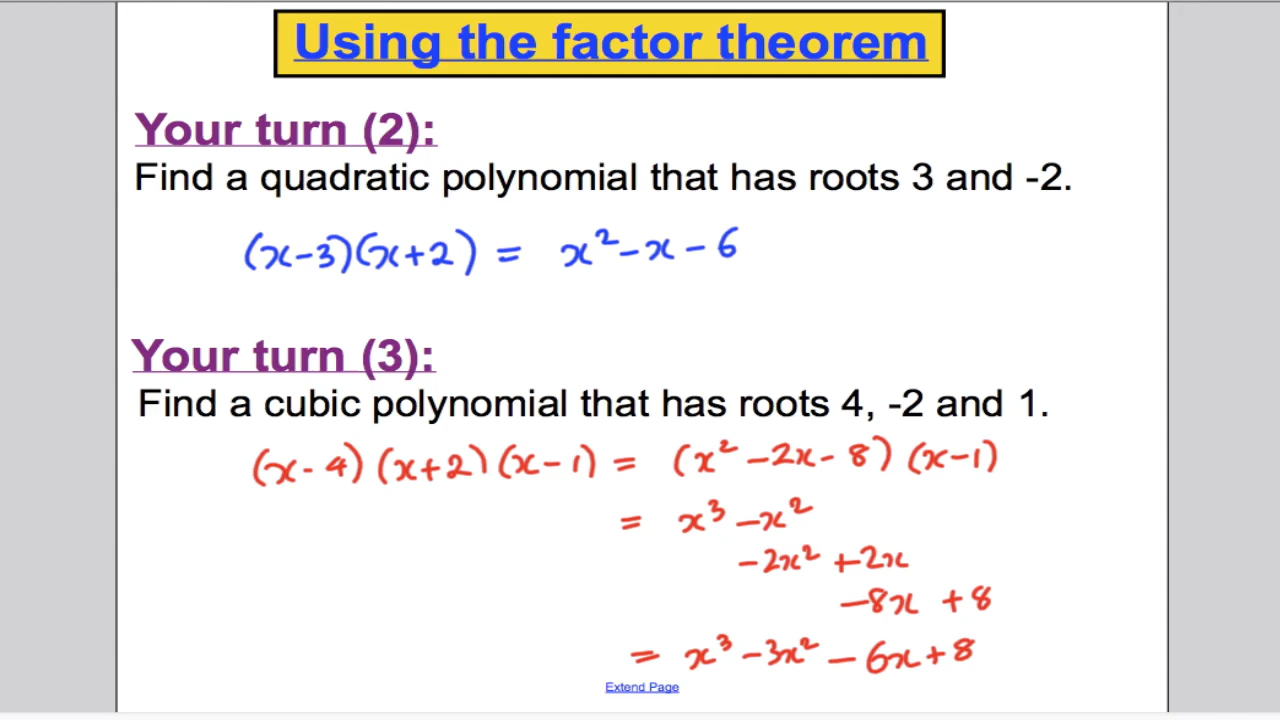 Using the factor theorem
Your turn (2):
Find a quadratic polynomial that has roots 3 and -2.
(x-3)(x+2) = x² - x - 6
Your turn (3):
Find a cubic polynomial that has roots 4, -2 and 1.
(x-4)(x+2)(x-1) = (x² - 2x - 8)(x-1)
= x³ - x²
- 2x² + 2x
- 8x + 8
= x³ - 3x² - 6x + 8
Extend Page